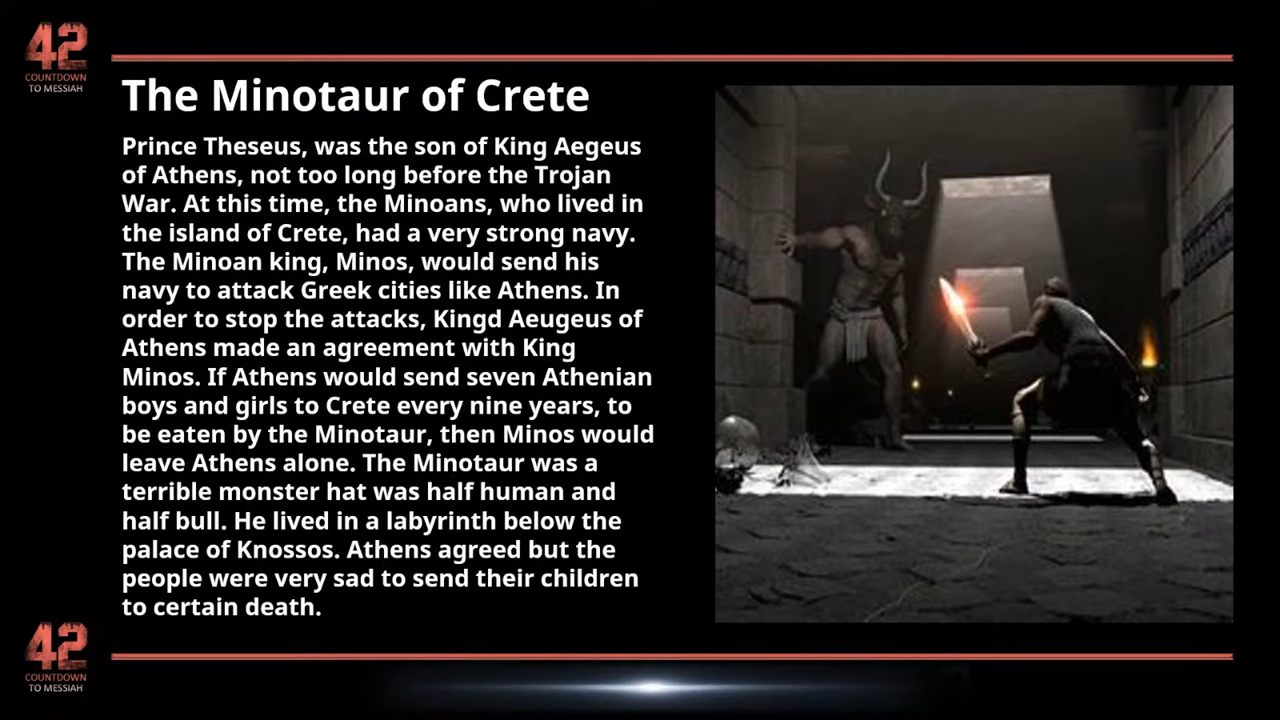 42
COUNTDOWN
TO MESSIAH
The Minotaur of Crete
Prince Theseus, was the son of King Aegeus
of Athens, not too long before the Trojan
War. At this time, the Minoans, who lived in
the island of Crete, had a very strong navy.
The Minoan king, Minos, would send his
navy to attack Greek cities like Athens. In
order to stop the attacks, Kingd Aeugeus of
Athens made an agreement with King
Minos. If Athens would send seven Athenian
boys and girls to Crete every nine years, to
be eaten by the Minotaur, then Minos would
leave Athens alone. The Minotaur was a
terrible monster hat was half human and
half bull. He lived in a labyrinth below the
palace of Knossos. Athens agreed but the
people were very sad to send their children
to certain death.
42
COUNTDOWN
TO MESSIAH